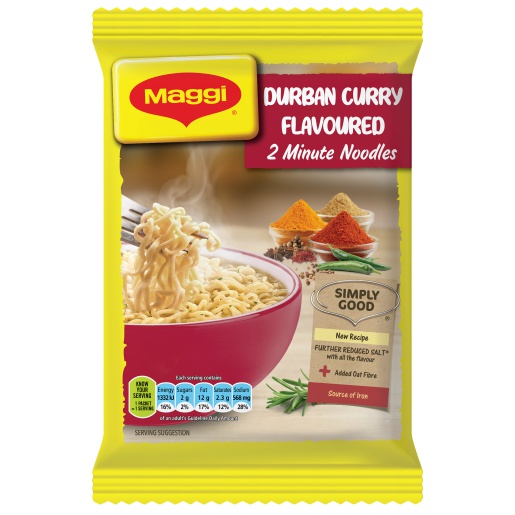 Maggi
®
DURBAN CURRY
FLAVOURED
2 Minute Noodles
SIMPLY
GOOD
®
New Recipe
FURTHER REDUCED SALT*
with all the flavour
+ Added Oat Fibre
Source of Iron
Each serving contains
KNOW
YOUR
SERVING
1 PACKET
= 1 SERVING
Energy Sugars Fat Saturates Sodium
1332 kJ 2 g 12 g 2.3 g 568 mg
16% 2% 17% 12% 28%
of an adult's Guideline Daily Amount
SERVING SUGGESTION